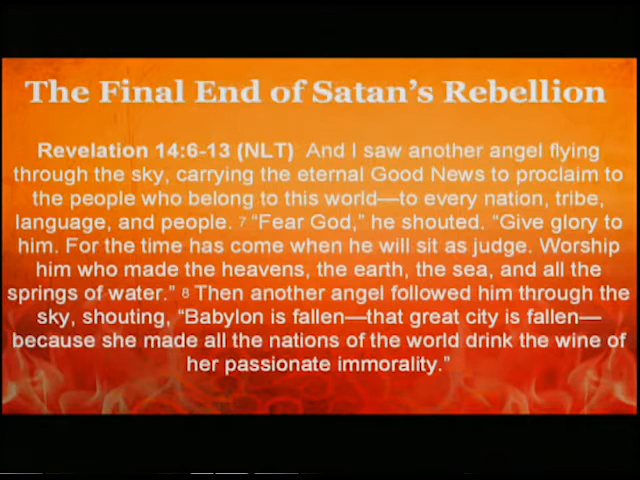 The Final End of Satan's Rebellion
Revelation 14:6-13 (NLT) And I saw another angel flying
through the sky, carrying the eternal Good News to proclaim to
the people who belong to this world—to every nation, tribe,
language, and people. 7 “Fear God,” he shouted. “Give glory to
him. For the time has come when he will sit as judge. Worship
him who made the heavens, the earth, the sea, and all the
springs of water.” 8 Then another angel followed him through the
sky, shouting, “Babylon is fallen—that great city is fallen—
because she made all the nations of the world drink the wine of
her passionate immorality.”